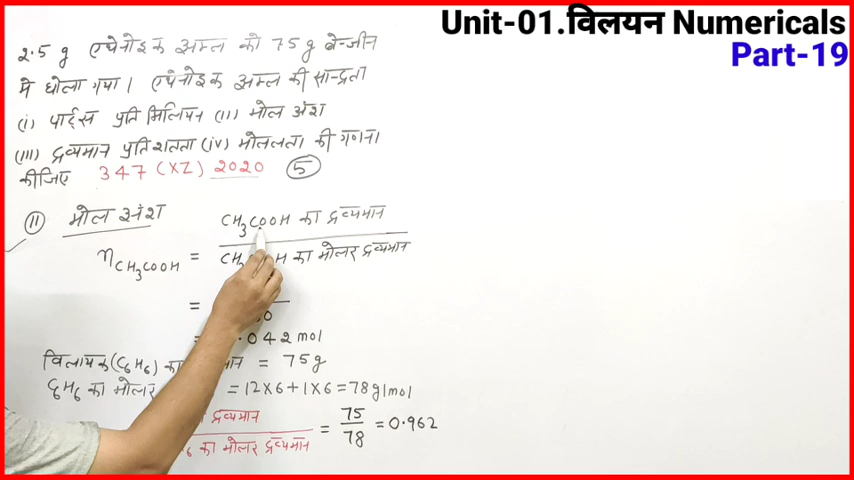 Unit-01.विलयन Numericals
Part-19
2.5 g एथेनोइक अम्ल को 75 g बेन्जीन
मे घोला गया। एथेनोइक अम्ल की सान्द्रता
(i) पार्ट्स प्रति मिलियन (ii) मोल अंश
(iii) द्रव्यमान प्रतिशतता (iv) मोललता की गणना
कीजिए 347 (XZ) 2020 5
II मोल अंश
CH3COOH का द्रव्यमान
nCH3COOH =
H का मोलर द्रव्यमान
=
= .042 mol
विलायक (C6H6) का = 75g
C6H6 का मोलर = 12×6+1×6=78g/mol
द्रव्यमान
= 75/78 = 0.962
का मोलर द्रव्यमान